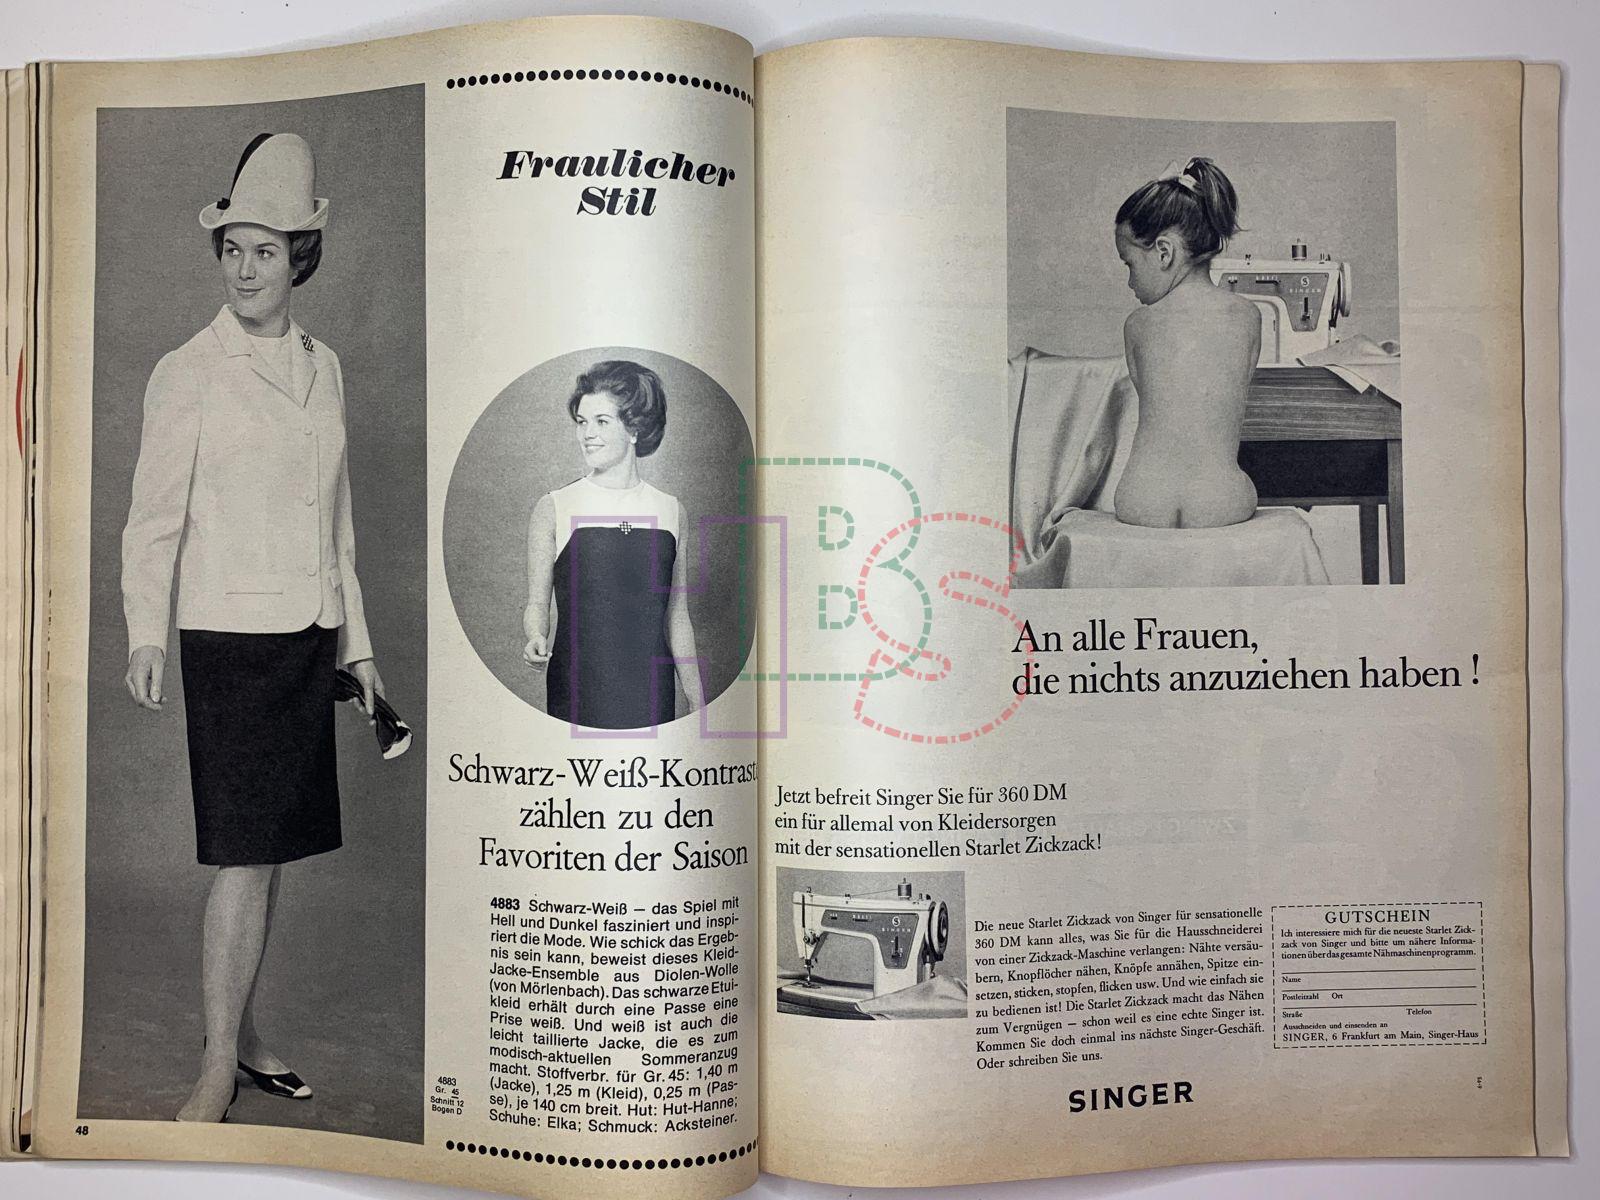 Fraulicher
Stil
Schwarz-Weiß-Kontraste
zählen zu den
Favoriten der Saison
4883 Schwarz-Weiß – das Spiel mit
Hell und Dunkel fasziniert und inspi-
riert die Mode. Wie schick das Ergeb-
nis sein kann, beweist dieses Kleid-
Jacke-Ensemble aus Diolen-Wolle
(von Mörlenbach). Das schwarze Etui-
kleid erhält durch eine Passe eine
Prise weiß. Und weiß ist auch die
leicht taillierte Jacke, die es zum
modisch-aktuellen Sommeranzug
macht. Stoffverbr. für Gr. 45: 1,40 m
(Jacke), 1,25 m (Kleid), 0,25 m (Pas-
se), je 140 cm breit. Hut: Hut-Hanne;
Schuhe: Elka; Schmuck: Acksteiner.
4883
Gr. 45
Schnitt 12
Bogen D
48
SINGER
An alle Frauen,
die nichts anzuziehen haben !
Jetzt befreit Singer Sie für 360 DM
ein für allemal von Kleidersorgen
mit der sensationellen Starlet Zickzack!
SINGER
Die neue Starlet Zickzack von Singer für sensationelle
360 DM kann alles, was Sie für die Hausschneiderei
von einer Zickzack-Maschine verlangen: Nähte versäu-
bern, Knopflöcher nähen, Knöpfe annähen, Spitze ein-
setzen, sticken, stopfen, flicken usw. Und wie einfach sie
zu bedienen ist! Die Starlet Zickzack macht das Nähen
zum Vergnügen – schon weil es eine echte Singer ist.
Kommen Sie doch einmal ins nächste Singer-Geschäft.
Oder schreiben Sie uns.
GUTSCHEIN
Ich interessiere mich für die neueste Starlet Zick-
zack von Singer und bitte um nähere Informa-
tionen über das gesamte Nähmaschinenprogramm.
Name
Postleitzahl Ort
Straße Telefon
Ausschneiden und einsenden an
SINGER, 6 Frankfurt am Main, Singer-Haus
SINGER
HBS